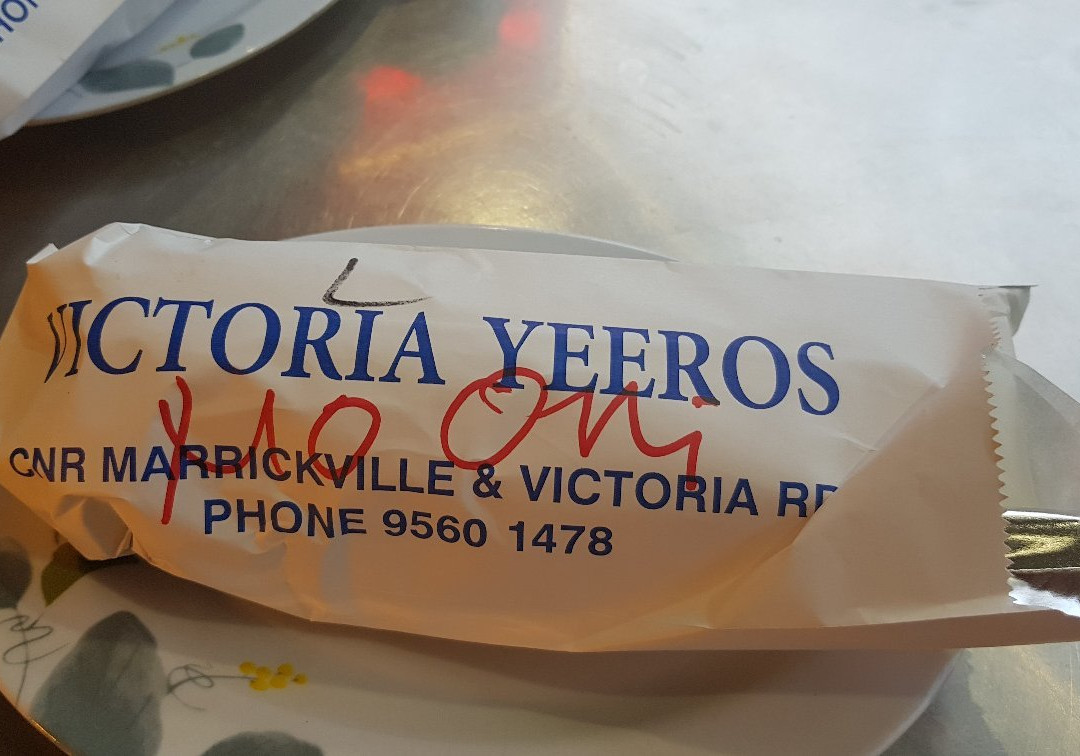 L
VICTORIA YEEROS
CNR MARRICKVILLE & VICTORIA RD
PHONE 9560 1478